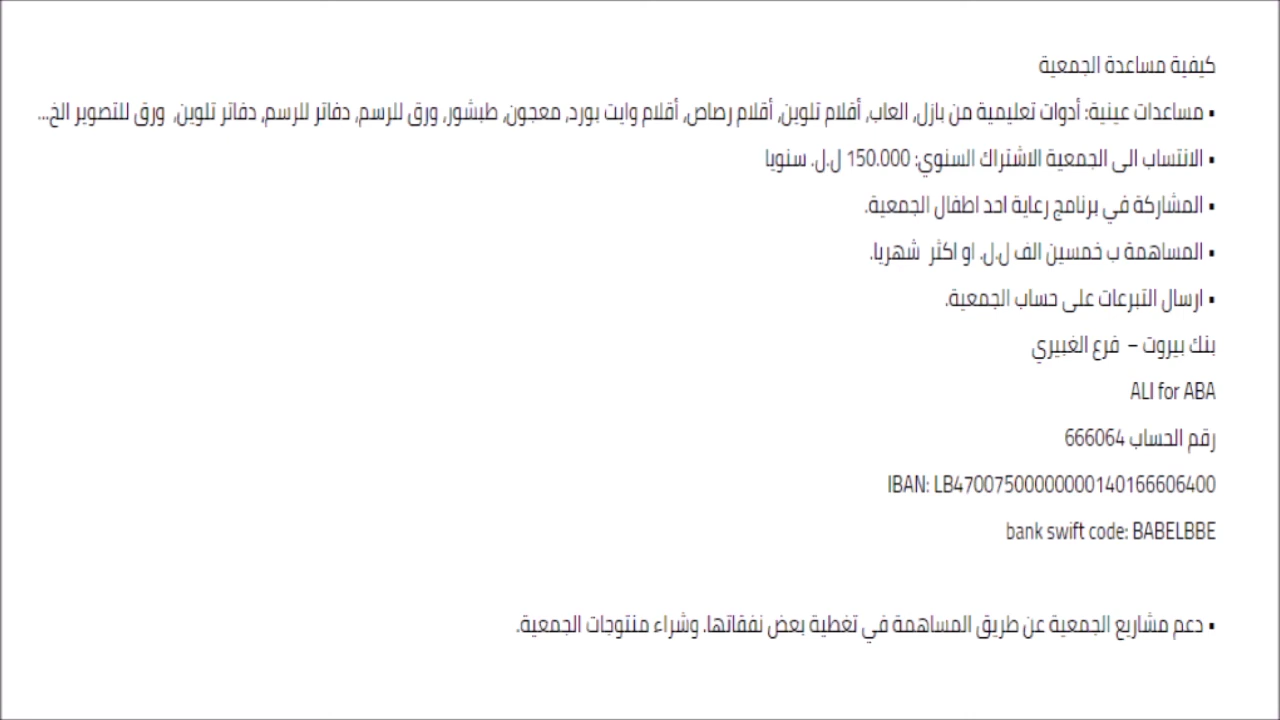 كيفية مساعدة الجمعية
▪ مساعدات عينية: أدوات تعليمية من بازل, العاب, أقلام تلوين, أقلام رصاص, أقلام وايت بورد, معجون, طبشور, ورق للرسم, دفاتر للرسم, دفاتر تلوين, ورق للتصوير الخ...
▪ الانتساب الى الجمعية الاشتراك السنوي: 150.000 ل.ل. سنويا
▪ المشاركة في برنامج رعاية احد اطفال الجمعية.
▪ المساهمة ب خمسين الف ل.ل. او اكثر شهريا.
▪ ارسال التبرعات على حساب الجمعية.
بنك بيروت – فرع الغبيري
ALI for ABA
رقم الحساب 666064
IBAN: LB47007500000000140166606400
bank swift code: BABELBBE
▪ دعم مشاريع الجمعية عن طريق المساهمة في تغطية بعض نفقاتها. وشراء منتوجات الجمعية.